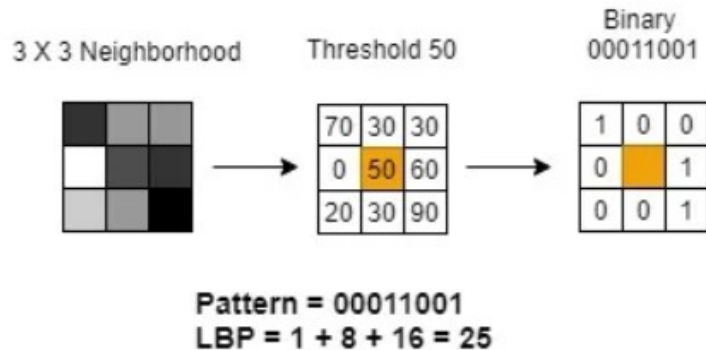 Binary
3 X 3 Neighborhood Threshold 50 00011001
70 30 30 1 0 0
0 50 60 0 1
20 30 90 0 0 1
Pattern = 00011001
LBP = 1 + 8 + 16 = 25